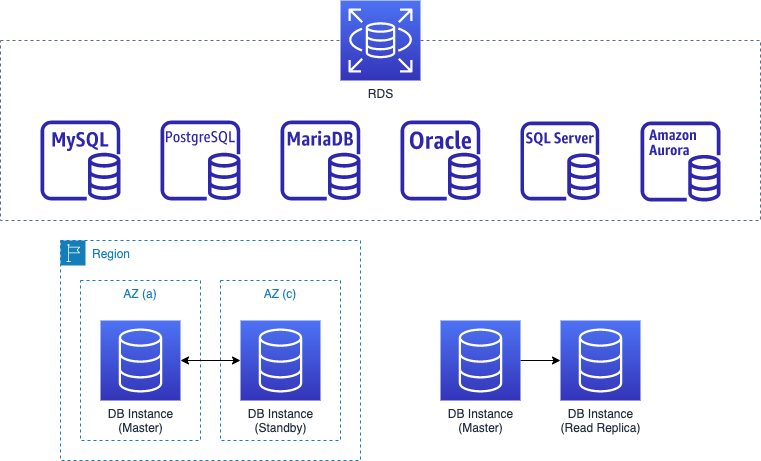 RDS
MySQL
PostgreSQL
MariaDB
Oracle
SQL Server
Amazon
Aurora
Region
AZ (a)
AZ (c)
DB Instance
(Master)
DB Instance
(Standby)
DB Instance
(Master)
DB Instance
(Read Replica)